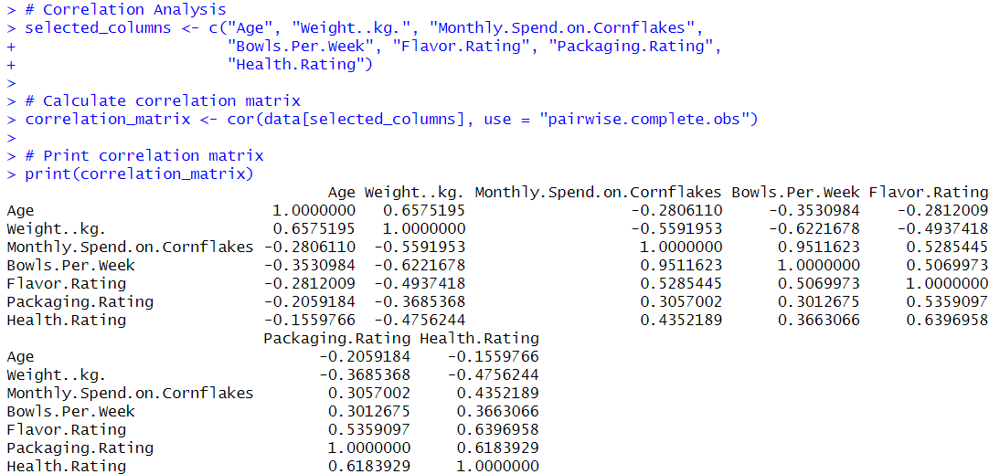 > # Correlation Analysis
> selected_columns <- c("Age", "Weight..kg.", "Monthly.Spend.on.Cornflakes",
+                       "Bowls.Per.Week", "Flavor.Rating", "Packaging.Rating",
+                       "Health.Rating")
>
> # Calculate correlation matrix
> correlation_matrix <- cor(data[selected_columns], use = "pairwise.complete.obs")
>
> # Print correlation matrix
> print(correlation_matrix)
                                   Age Weight..kg. Monthly.Spend.on.Cornflakes Bowls.Per.Week Flavor.Rating
Age                          1.0000000   0.6575195                  -0.2806110     -0.3530984    -0.2812009
Weight..kg.                  0.6575195   1.0000000                  -0.5591953     -0.6221678    -0.4937418
Monthly.Spend.on.Cornflakes -0.2806110  -0.5591953                   1.0000000      0.9511623     0.5285445
Bowls.Per.Week              -0.3530984  -0.6221678                   0.9511623      1.0000000     0.5069973
Flavor.Rating               -0.2812009  -0.4937418                   0.5285445      0.5069973     1.0000000
Packaging.Rating            -0.2059184  -0.3685368                   0.3057002      0.3012675     0.5359097
Health.Rating               -0.1559766  -0.4756244                   0.4352189      0.3663066     0.6396958
                            Packaging.Rating Health.Rating
Age                               -0.2059184    -0.1559766
Weight..kg.                       -0.3685368    -0.4756244
Monthly.Spend.on.Cornflakes        0.3057002     0.4352189
Bowls.Per.Week                     0.3012675     0.3663066
Flavor.Rating                      0.5359097     0.6396958
Packaging.Rating                   1.0000000     0.6183929
Health.Rating                      0.6183929     1.0000000